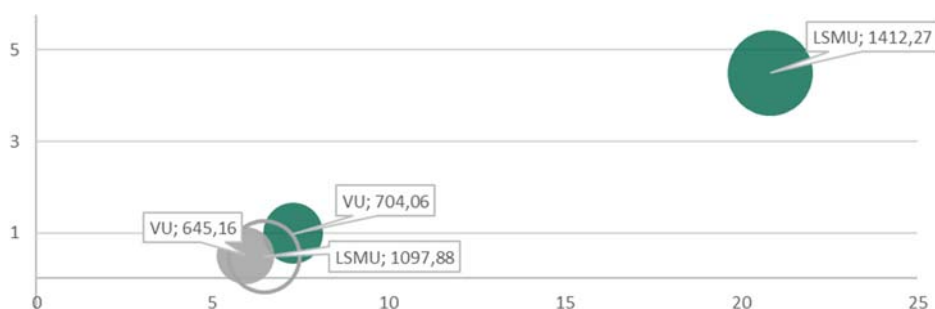 5
LSMU; 1412,27
3
VU; 704,06
VU; 645,16
1
LSMU; 1097,88
0 5 10 15 20 25